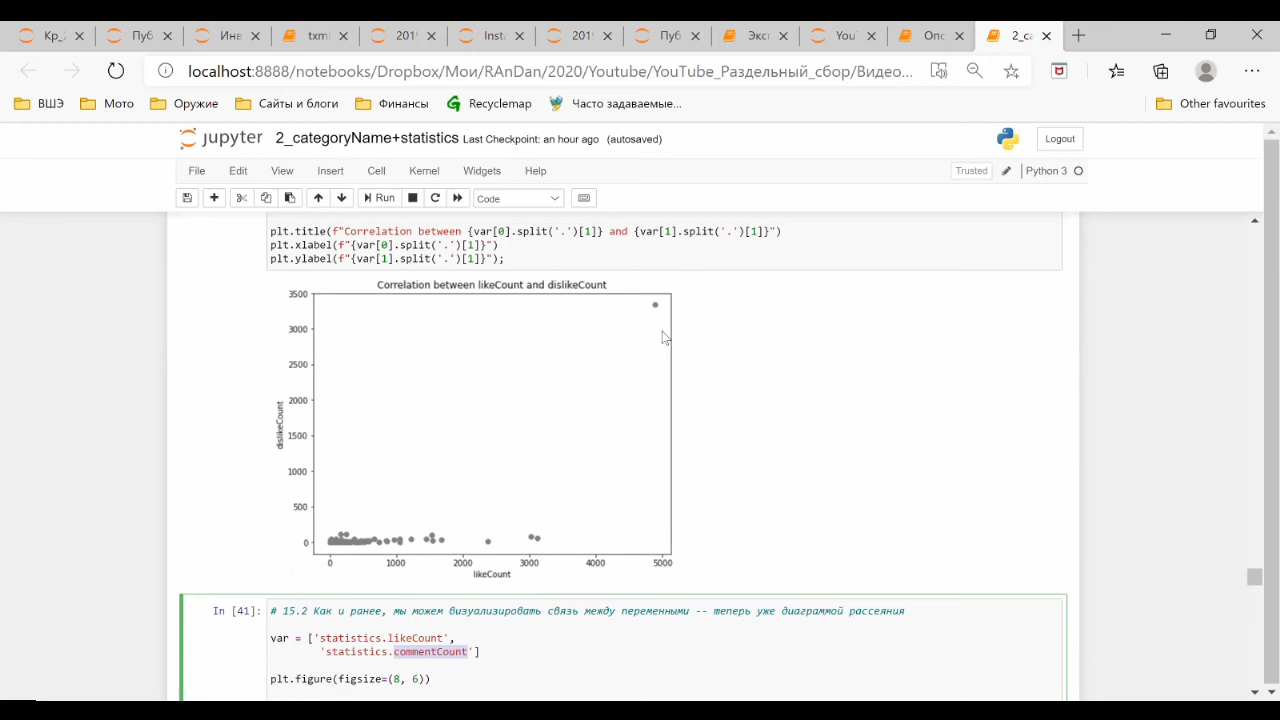 Kp_
Пуб
Инв
txml
2019
Inst
2019
Пуб
Экс
YouT
Опс
2_ca
localhost:8888/notebooks/Dropbox/Мои/RAnDan/2020/Youtube/YouTube_Раздельный_сбор/Видео...
ВШЭ
Мото
Оружие
Сайты и блоги
Финансы
Recyclemap
Часто задаваемые...
Other favourites
jupyter 2_categoryName+statistics Last Checkpoint: an hour ago (autosaved)
Logout
File Edit View Insert Cell Kernel Widgets Help
Trusted
Python 3
Run
Code
plt.title(f"Correlation between {var[0].split('.')[1]} and {var[1].split('.')[1]}")
plt.xlabel(f"{var[0].split('.')[1]}")
plt.ylabel(f"{var[1].split('.')[1]}");
Correlation between likeCount and dislikeCount
3500
3000
2500
2000
1500
1000
500
0
dislikeCount
0 1000 2000 3000 4000 5000
likeCount
In [41]:
# 15.2 Как и ранее, мы можем визуализировать связь между переменными -- теперь уже диаграммой рассеяния
var = ['statistics.likeCount',
'statistics.commentCount']
plt.figure(figsize=(8, 6))